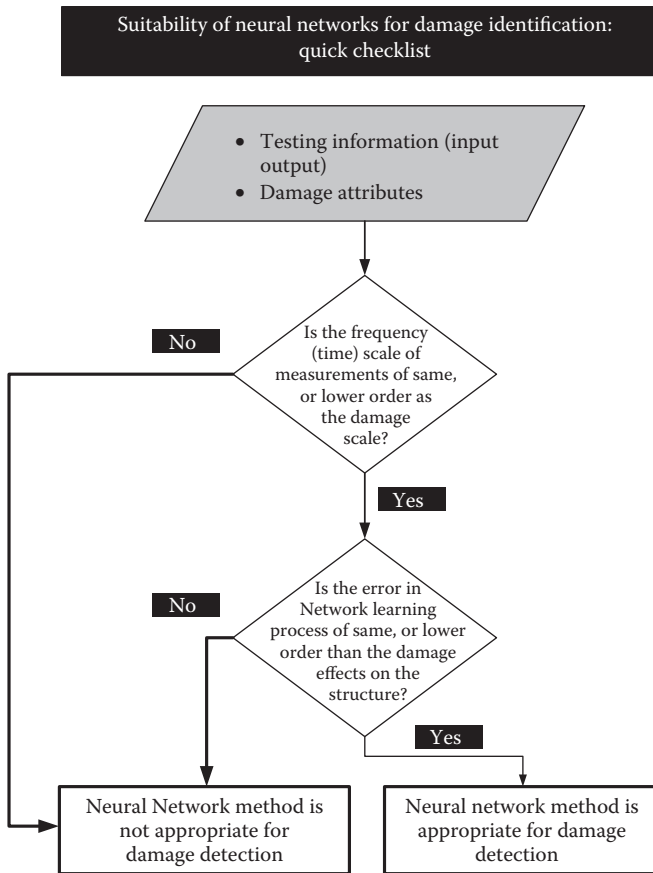 Suitability of neural networks for damage identification:
quick checklist
• Testing information (input
output)
• Damage attributes
No
Is the frequency
(time) scale of
measurements of same,
or lower order as
the damage
scale?
Yes
No
Is the error in
Network learning
process of same, or lower
order than the damage
effects on the
structure?
Yes
Neural Network method is
not appropriate for
damage detection
Neural network method is
appropriate for damage
detection